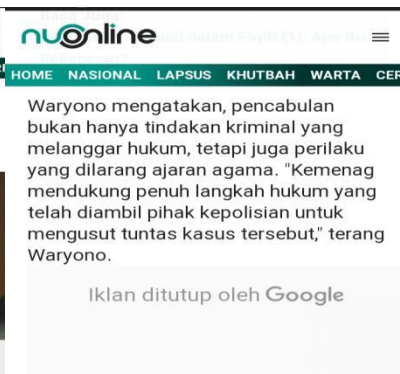 nuonline
HOME NASIONAL LAPSUS KHUTBAH WARTA CER
Waryono mengatakan, pencabulan
bukan hanya tindakan kriminal yang
melanggar hukum, tetapi juga perilaku
yang dilarang ajaran agama. "Kemenag
mendukung penuh langkah hukum yang
telah diambil pihak kepolisian untuk
mengusut tuntas kasus tersebut," terang
Waryono.
Iklan ditutup oleh Google